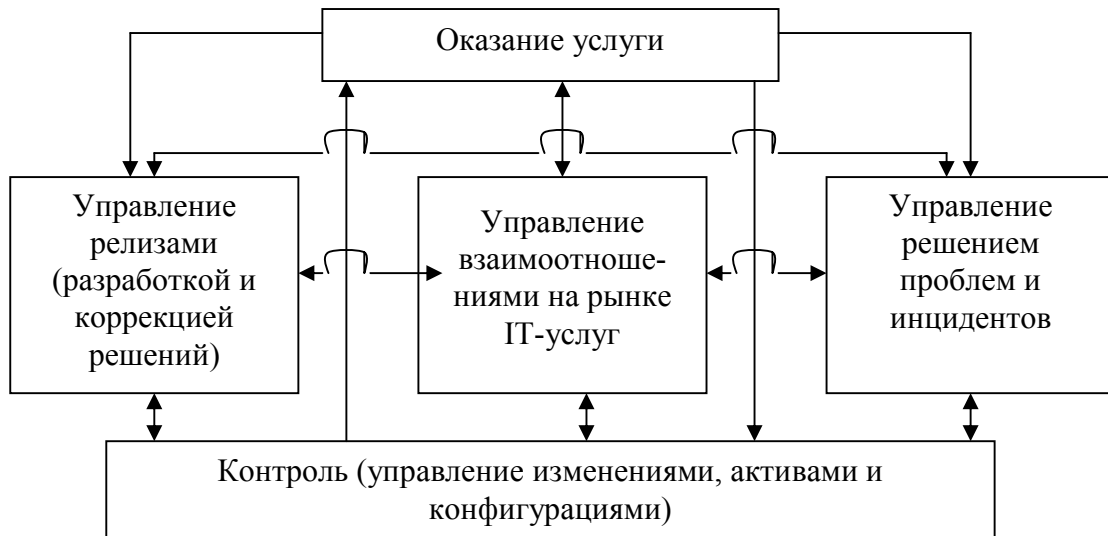 Оказание услуги
Управление
релизами
(разработкой и
коррекцией
решений)
Управление
взаимоотноше-
ниями на рынке
IT-услуг
Управление
решением
проблем и
инцидентов
Контроль (управление изменениями, активами и
конфигурациями)